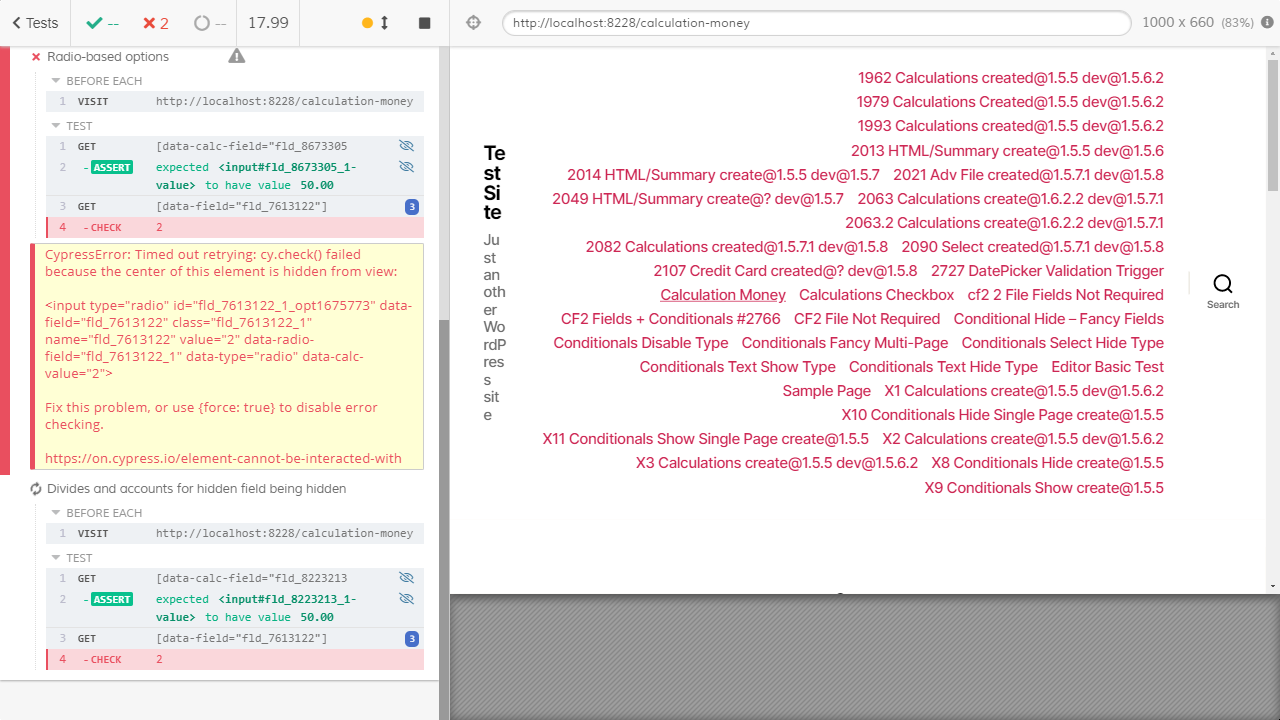 Tests
--
2
--
17.99
http://localhost:8228/calculation-money
1000 x 660 (83%)
Radio-based options
BEFORE EACH
1 VISIT http://localhost:8228/calculation-money
TEST
1 GET [data-calc-field="fld_8673305
2 -ASSERT expected <input#fld_8673305_1-
value> to have value 50.00
3 GET [data-field="fld_7613122"] 3
4 -CHECK 2
CypressError: Timed out retrying: cy.check() failed
because the center of this element is hidden from view:
<input type="radio" id="fld_7613122_1_opt1675773" data-
field="fld_7613122" class="fld_7613122_1"
name="fld_7613122" value="2" data-radio-
field="fld_7613122_1" data-type="radio" data-calc-
value="2">
Fix this problem, or use {force: true} to disable error
checking.
https://on.cypress.io/element-cannot-be-interacted-with
Divides and accounts for hidden field being hidden
BEFORE EACH
1 VISIT http://localhost:8228/calculation-money
TEST
1 GET [data-calc-field="fld_8223213
2 -ASSERT expected <input#fld_8223213_1-
value> to have value 50.00
3 GET [data-field="fld_7613122"] 3
4 -CHECK 2
Te
st
Si
te
Ju
st
an
oth
er
Wo
rdP
res
s
sit
e
1962 Calculations created@1.5.5 dev@1.5.6.2
1979 Calculations Created@1.5.5 dev@1.5.6.2
1993 Calculations created@1.5.5 dev@1.5.6.2
2013 HTML/Summary create@1.5.5 dev@1.5.6
2014 HTML/Summary create@1.5.5 dev@1.5.7 2021 Adv File created@1.5.7.1 dev@1.5.8
2049 HTML/Summary create@? dev@1.5.7 2063 Calculations create@1.6.2.2 dev@1.5.7.1
2063.2 Calculations create@1.6.2.2 dev@1.5.7.1
2082 Calculations created@1.5.7.1 dev@1.5.8 2090 Select created@1.5.7.1 dev@1.5.8
2107 Credit Card created@? dev@1.5.8 2727 DatePicker Validation Trigger
Calculation Money Calculations Checkbox cf2 2 File Fields Not Required
CF2 Fields + Conditionals #2766 CF2 File Not Required Conditional Hide – Fancy Fields
Conditionals Disable Type Conditionals Fancy Multi-Page Conditionals Select Hide Type
Conditionals Text Show Type Conditionals Text Hide Type Editor Basic Test
Sample Page X1 Calculations create@1.5.5 dev@1.5.6.2
X10 Conditionals Hide Single Page create@1.5.5
X11 Conditionals Show Single Page create@1.5.5 X2 Calculations create@1.5.5 dev@1.5.6.2
X3 Calculations create@1.5.5 dev@1.5.6.2 X8 Conditionals Hide create@1.5.5
X9 Conditionals Show create@1.5.5
Search